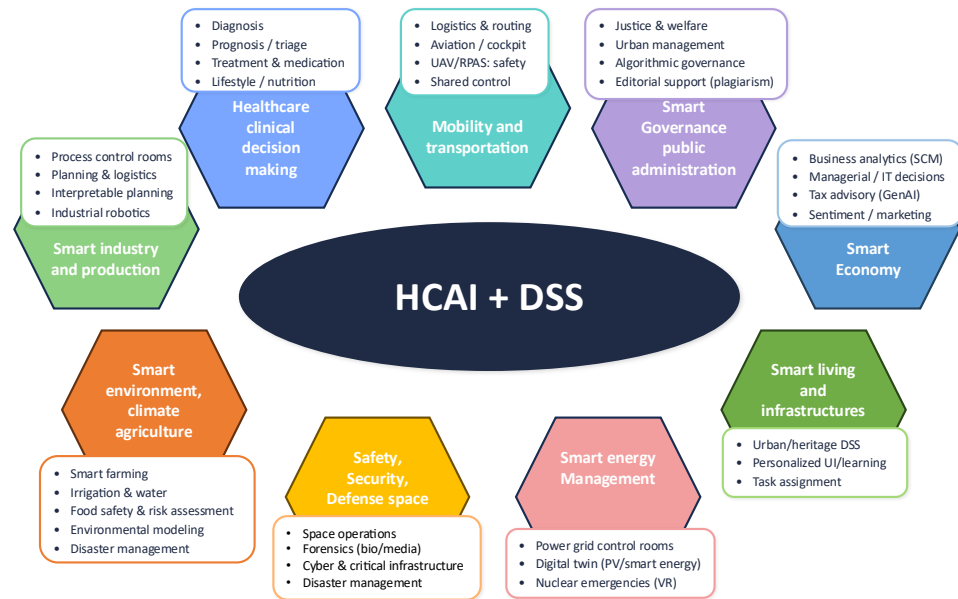 • Diagnosis
• Prognosis / triage
• Treatment & medication
• Lifestyle / nutrition
Healthcare
clinical
decision
making
• Logistics & routing
• Aviation / cockpit
• UAV/RPAS: safety
• Shared control
Mobility and
transportation
• Justice & welfare
• Urban management
• Algorithmic governance
• Editorial support (plagiarism)
Smart
Governance
public
administration
• Process control rooms
• Planning & logistics
• Interpretable planning
• Industrial robotics
Smart industry
and production
• Business analytics (SCM)
• Managerial / IT decisions
• Tax advisory (GenAI)
• Sentiment / marketing
Smart
Economy
HCAI + DSS
Smart
environment,
climate
agriculture
• Smart farming
• Irrigation & water
• Food safety & risk assessment
• Environmental modeling
• Disaster management
Safety,
Security,
Defense space
• Space operations
• Forensics (bio/media)
• Cyber & critical infrastructure
• Disaster management
Smart energy
Management
• Power grid control rooms
• Digital twin (PV/smart energy)
• Nuclear emergencies (VR)
Smart living
and
infrastructures
• Urban/heritage DSS
• Personalized UI/learning
• Task assignment